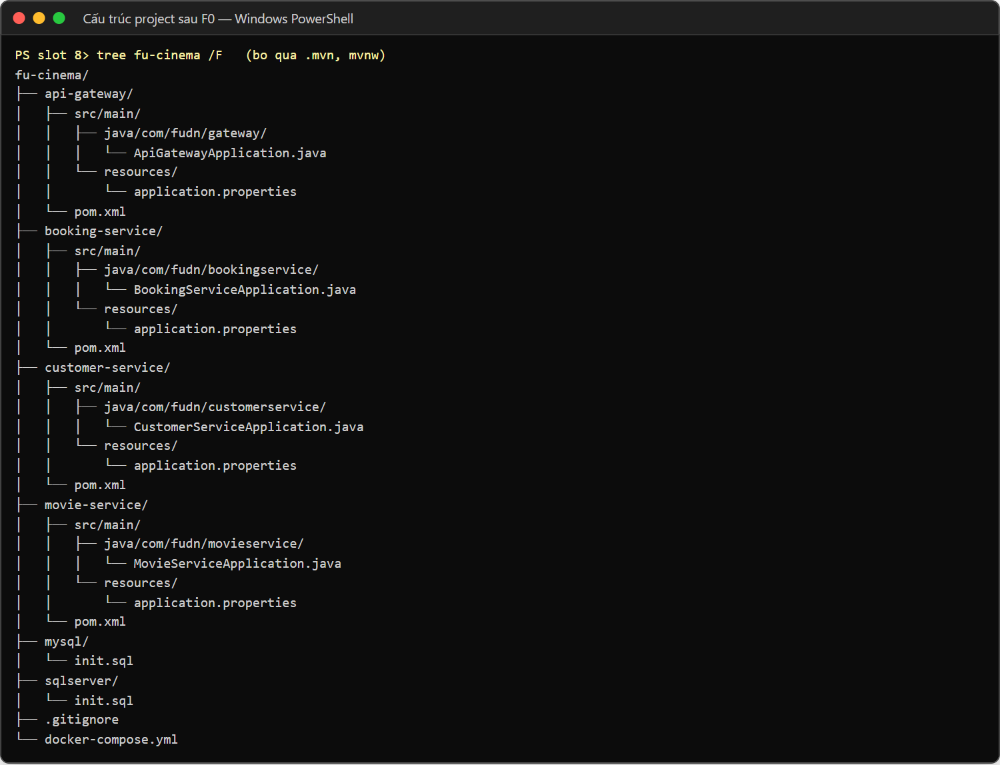 Cấu trúc project sau F0 — Windows PowerShell
PS slot 8> tree fu-cinema /F   (bo qua .mvn, mvnw)
fu-cinema/
├── api-gateway/
│   ├── src/main/
│   │   ├── java/com/fudn/gateway/
│   │   │   └── ApiGatewayApplication.java
│   │   └── resources/
│   │       └── application.properties
│   └── pom.xml
├── booking-service/
│   ├── src/main/
│   │   ├── java/com/fudn/bookingservice/
│   │   │   └── BookingServiceApplication.java
│   │   └── resources/
│   │       └── application.properties
│   └── pom.xml
├── customer-service/
│   ├── src/main/
│   │   ├── java/com/fudn/customerservice/
│   │   │   └── CustomerServiceApplication.java
│   │   └── resources/
│   │       └── application.properties
│   └── pom.xml
├── movie-service/
│   ├── src/main/
│   │   ├── java/com/fudn/movieservice/
│   │   │   └── MovieServiceApplication.java
│   │   └── resources/
│   │       └── application.properties
│   └── pom.xml
├── mysql/
│   └── init.sql
├── sqlserver/
│   └── init.sql
├── .gitignore
└── docker-compose.yml